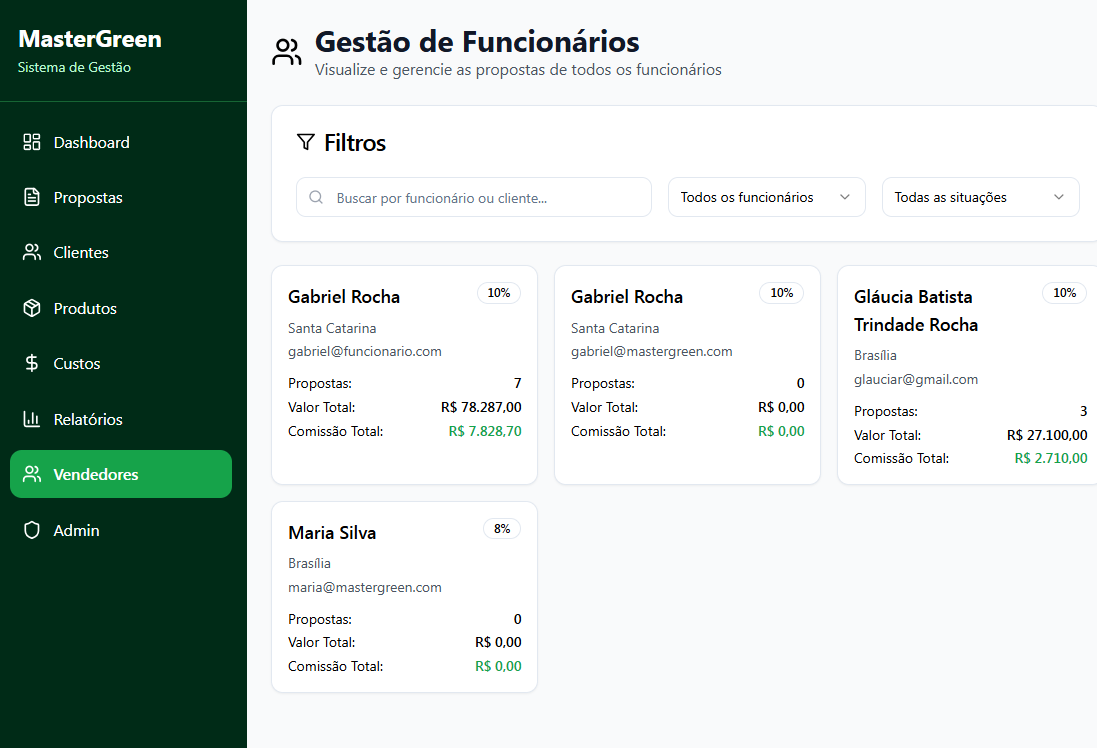 MasterGreen
Sistema de Gestão
Dashboard
Propostas
Clientes
Produtos
Custos
Relatórios
Vendedores
Admin
Gestão de Funcionários
Visualize e gerencie as propostas de todos os funcionários
Filtros
Buscar por funcionário ou cliente...
Todos os funcionários
Todas as situações
Gabriel Rocha
10%
Santa Catarina
gabriel@funcionario.com
Propostas: 7
Valor Total: R$ 78.287,00
Comissão Total: R$ 7.828,70
Gabriel Rocha
10%
Santa Catarina
gabriel@mastergreen.com
Propostas: 0
Valor Total: R$ 0,00
Comissão Total: R$ 0,00
Gláucia Batista
Trindade Rocha
10%
Brasília
glauciar@gmail.com
Propostas: 3
Valor Total: R$ 27.100,00
Comissão Total: R$ 2.710,00
Maria Silva
8%
Brasília
maria@mastergreen.com
Propostas: 0
Valor Total: R$ 0,00
Comissão Total: R$ 0,00